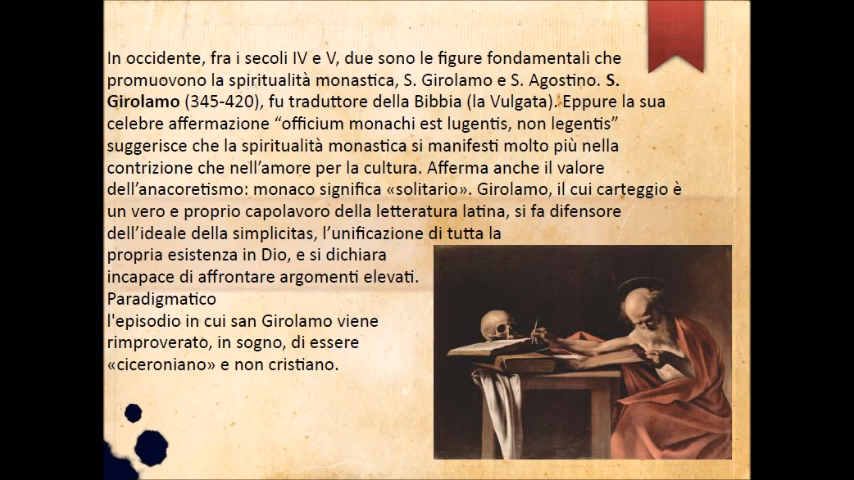 In occidente, fra i secoli IV e V, due sono le figure fondamentali che
promuovono la spiritualità monastica, S. Girolamo e S. Agostino. S.
Girolamo (345-420), fu traduttore della Bibbia (la Vulgata). Eppure la sua
celebre affermazione “officium monachi est lugentis, non legentis”
suggerisce che la spiritualità monastica si manifesti molto più nella
contrizione che nell’amore per la cultura. Afferma anche il valore
dell’anacoretismo: monaco significa «solitario». Girolamo, il cui carteggio è
un vero e proprio capolavoro della letteratura latina, si fa difensore
dell’ideale della simplicitas, l’unificazione di tutta la
propria esistenza in Dio, e si dichiara
incapace di affrontare argomenti elevati.
Paradigmatico
l'episodio in cui san Girolamo viene
rimproverato, in sogno, di essere
«ciceroniano» e non cristiano.